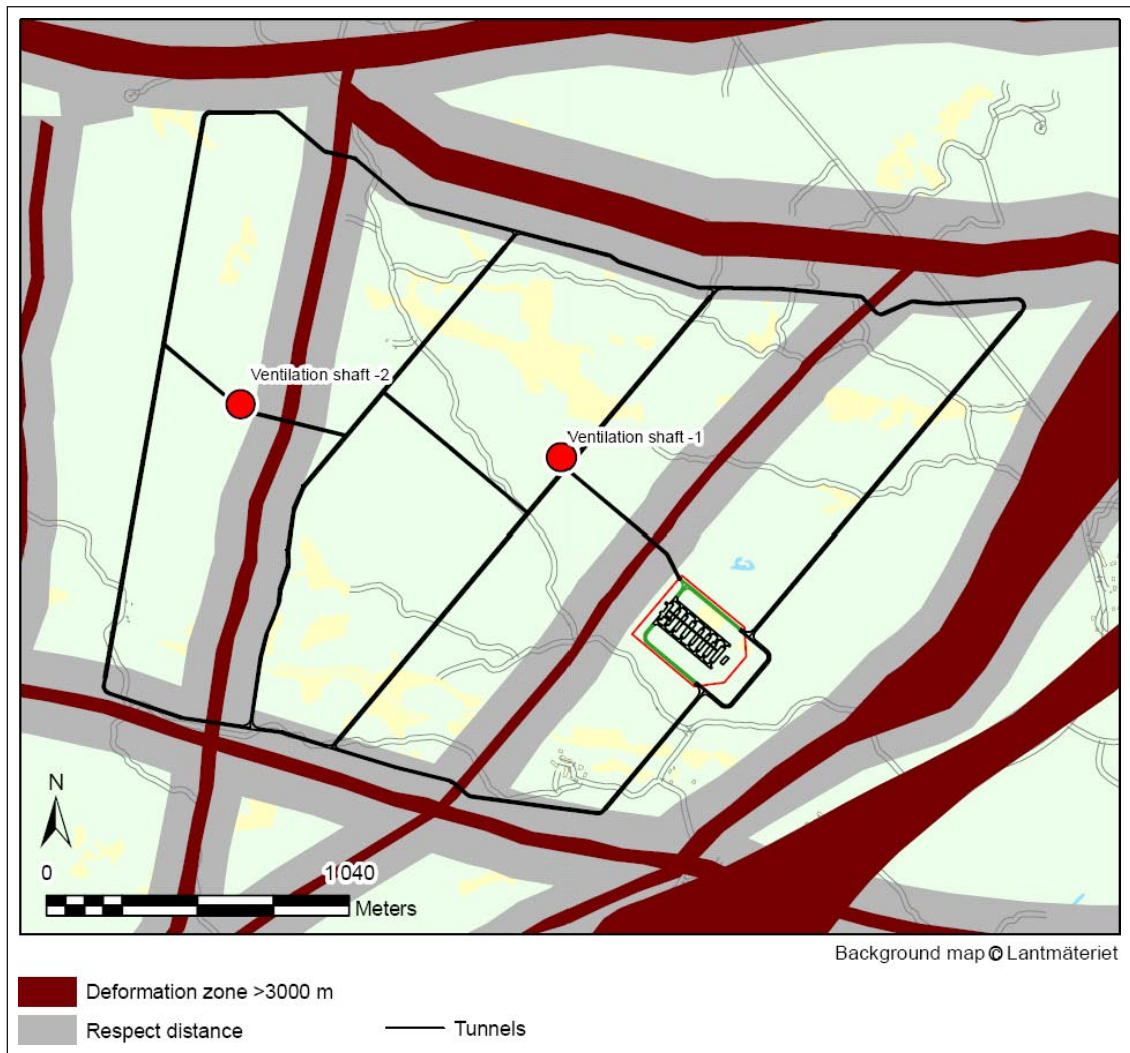 Ventilation shaft -2
Ventilation shaft -1
N
0
1'040
Meters
Background map © Lantmäteriet
Deformation zone >3000 m
Respect distance
Tunnels